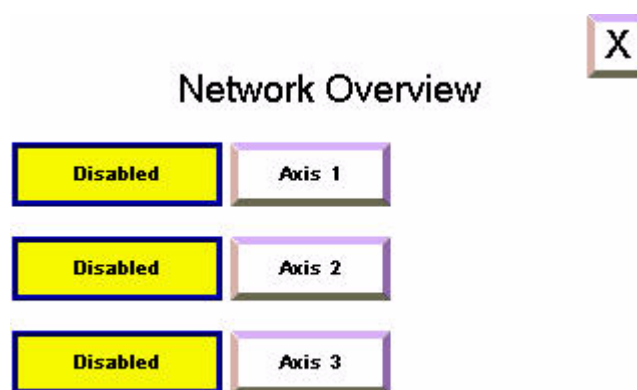 X
Network Overview
Disabled Axis 1
Disabled Axis 2
Disabled Axis 3